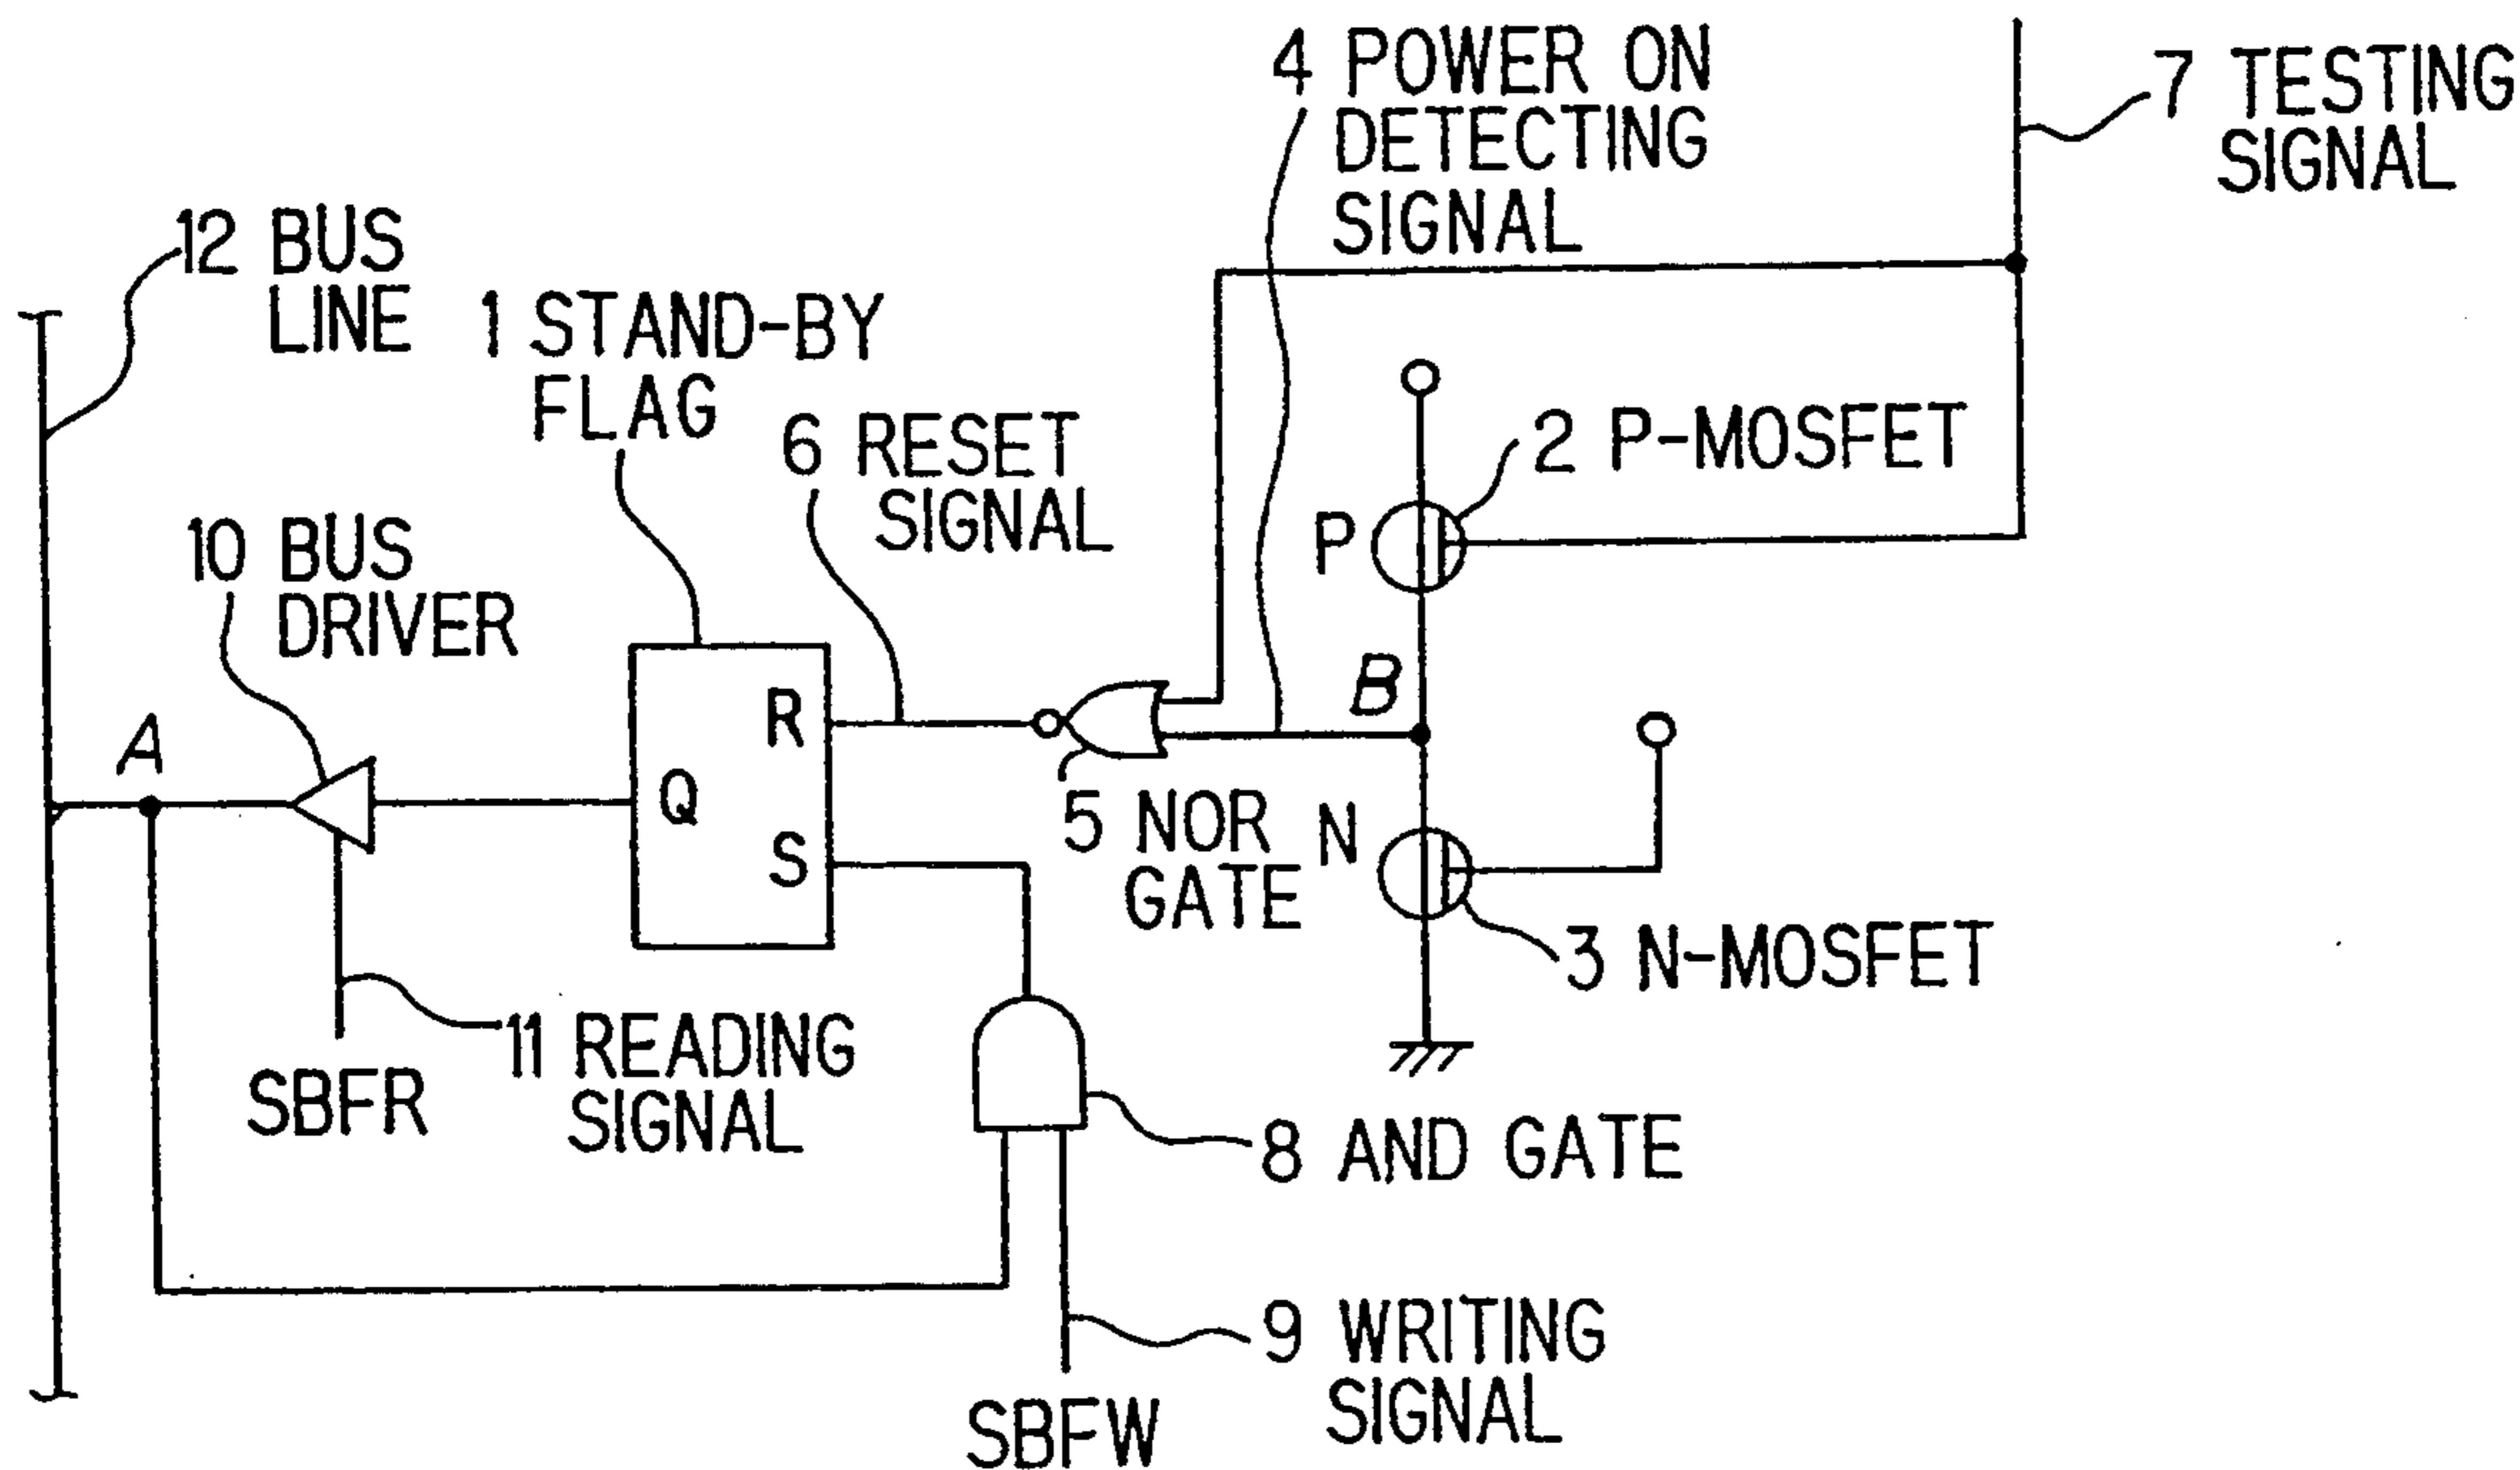 4 POWER ON
DETECTING
SIGNAL
7 TESTING
SIGNAL
12 BUS
LINE
1 STAND-BY
FLAG
6 RESET
SIGNAL
2 P-MOSFET
P
10 BUS
DRIVER
B
R
A
Q
S
5 NOR
GATE
N
3 N-MOSFET
11 READING
SIGNAL
SBFR
8 AND GATE
9 WRITING
SIGNAL
SBFW